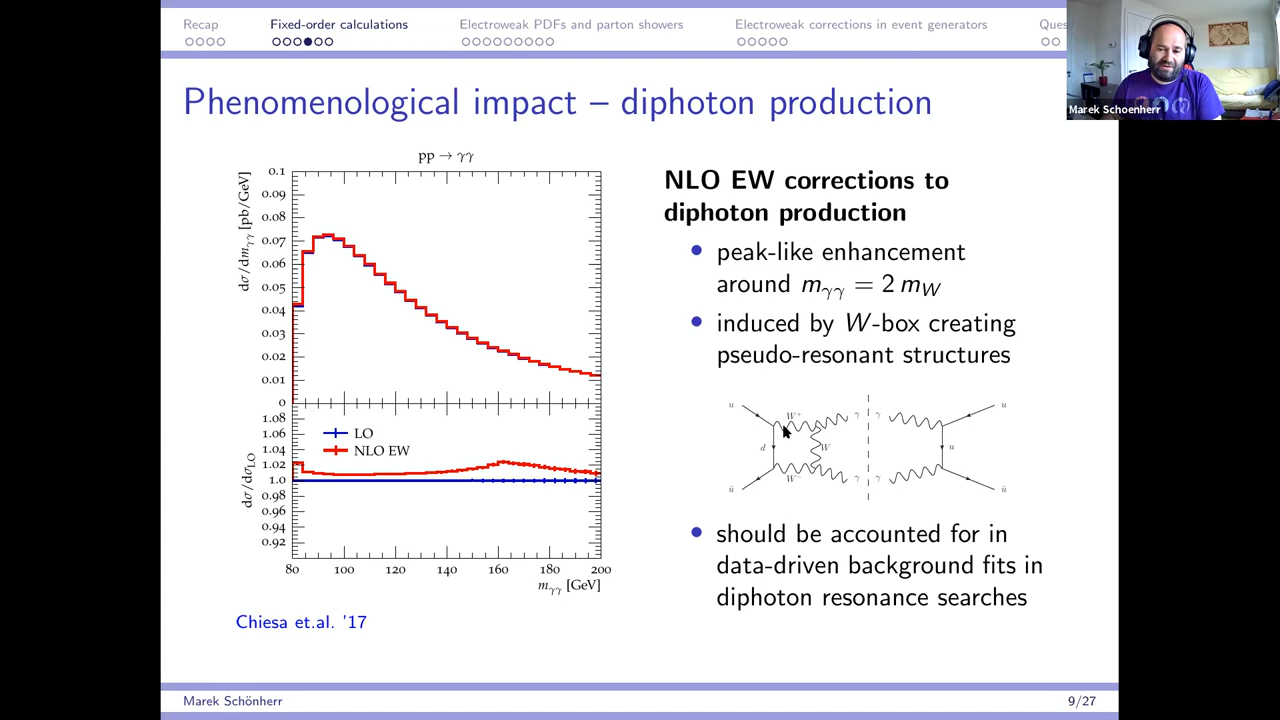 Recap
Fixed-order calculations
Electroweak PDFs and parton showers
Electroweak corrections in event generators
Marek Schoenherr
Phenomenological impact – diphoton production
pp → γγ
dσ/dmγγ [pb/GeV]
0.1
0.09
0.08
0.07
0.06
0.05
0.04
0.03
0.02
0.01
0
dσ/dσLO
1.08
1.06
1.04
1.02
1.0
0.98
0.96
0.94
0.92
LO
NLO EW
80 100 120 140 160 180 200
mγγ [GeV]
Chiesa et.al. '17
NLO EW corrections to
diphoton production
• peak-like enhancement
around mγγ = 2 mW
• induced by W-box creating
pseudo-resonant structures
u W+ γ γ u
d W u
ū W− γ γ ū
• should be accounted for in
data-driven background fits in
diphoton resonance searches
Marek Schönherr
9/27